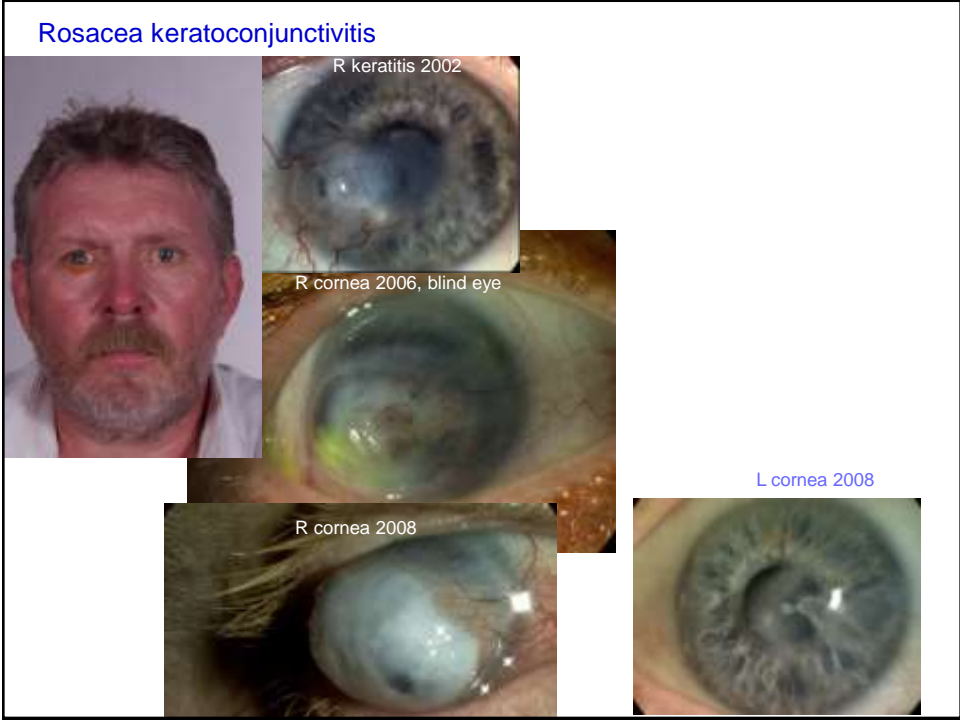 Rosacea keratoconjunctivitis
R keratitis 2002
R cornea 2006, blind eye
L cornea 2008
R cornea 2008